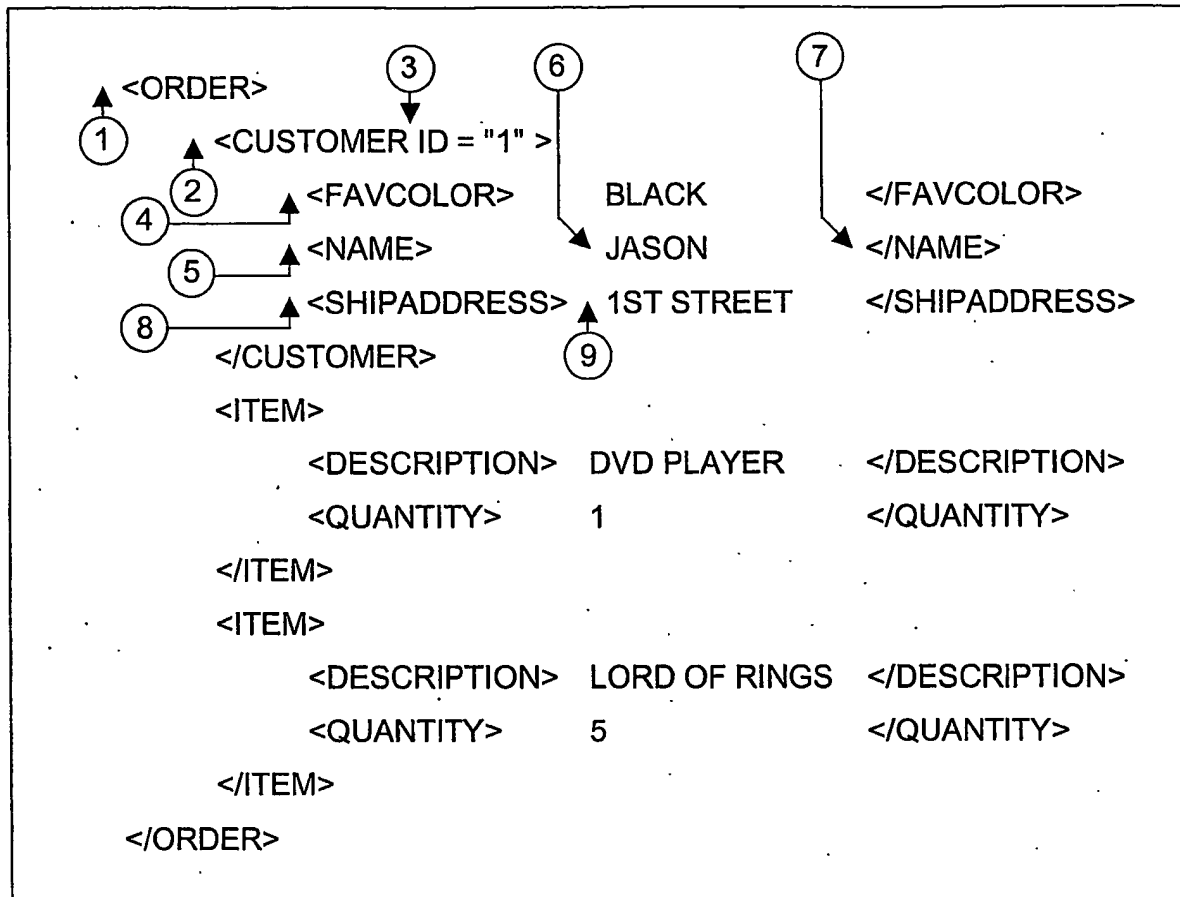 3 6 7
<ORDER>
1 <CUSTOMER ID = "1" >
2 <FAVCOLOR> BLACK </FAVCOLOR>
4
<NAME> JASON </NAME>
5
<SHIPADDRESS> 1ST STREET </SHIPADDRESS>
8
</CUSTOMER> 9
<ITEM>
<DESCRIPTION> DVD PLAYER </DESCRIPTION>
<QUANTITY> 1 </QUANTITY>
</ITEM>
<ITEM>
<DESCRIPTION> LORD OF RINGS </DESCRIPTION>
<QUANTITY> 5 </QUANTITY>
</ITEM>
</ORDER>